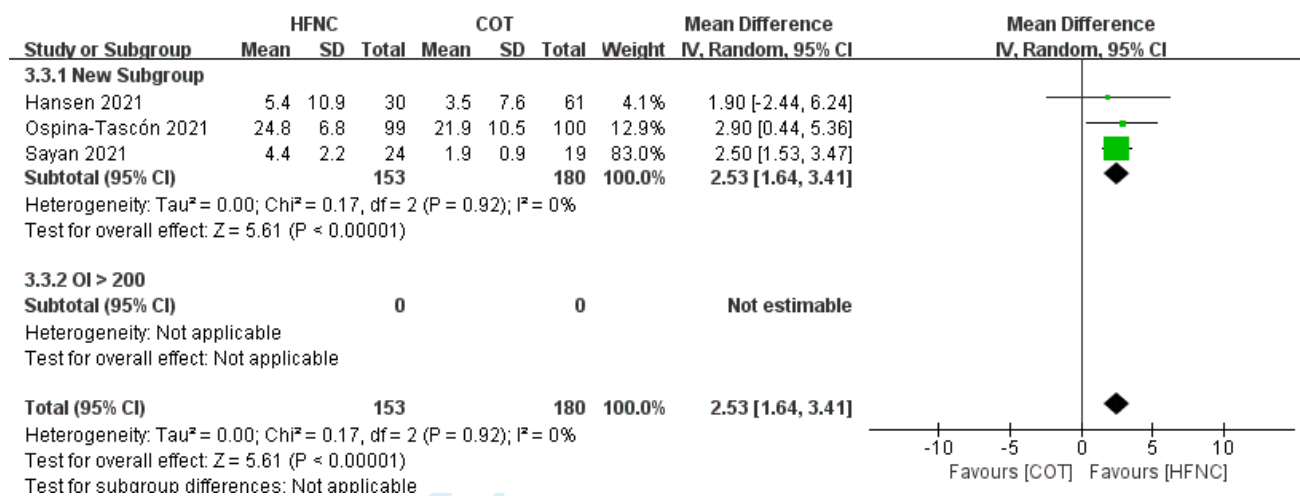 HFNC COT Mean Difference Mean Difference
Study or Subgroup Mean SD Total Mean SD Total Weight IV, Random, 95% CI IV, Random, 95% CI
3.3.1 New Subgroup
Hansen 2021 5.4 10.9 30 3.5 7.6 61 4.1% 1.90 [-2.44, 6.24]
Ospina-Tascón 2021 24.8 6.8 99 21.9 10.5 100 12.9% 2.90 [0.44, 5.36]
Sayan 2021 4.4 2.2 24 1.9 0.9 19 83.0% 2.50 [1.53, 3.47]
Subtotal (95% CI) 153 180 100.0% 2.53 [1.64, 3.41]
Heterogeneity: Tau² = 0.00; Chi² = 0.17, df = 2 (P = 0.92); I² = 0%
Test for overall effect: Z = 5.61 (P < 0.00001)
3.3.2 OI > 200
Subtotal (95% CI) 0 0 Not estimable
Heterogeneity: Not applicable
Test for overall effect: Not applicable
Total (95% CI) 153 180 100.0% 2.53 [1.64, 3.41]
Heterogeneity: Tau² = 0.00; Chi² = 0.17, df = 2 (P = 0.92); I² = 0%
Test for overall effect: Z = 5.61 (P < 0.00001)
Test for subgroup differences: Not applicable
-10 -5 0 5 10
Favours [COT] Favours [HFNC]